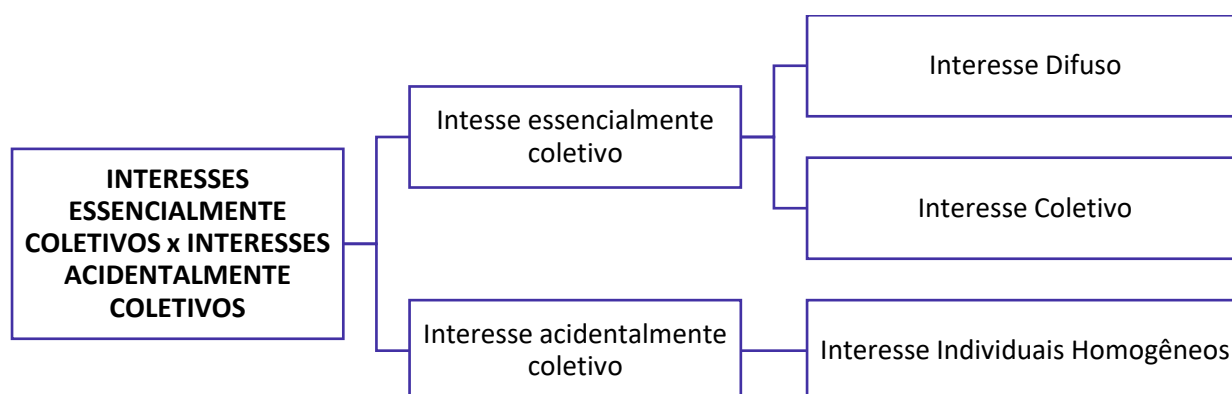 INTERESSES
ESSENCIALMENTE
COLETIVOS x INTERESSES
ACIDENTALMENTE
COLETIVOS
Intesse essencialmente
coletivo
Interesse Difuso
Interesse Coletivo
Interesse acidentalmente
coletivo
Interesse Individuais Homogêneos